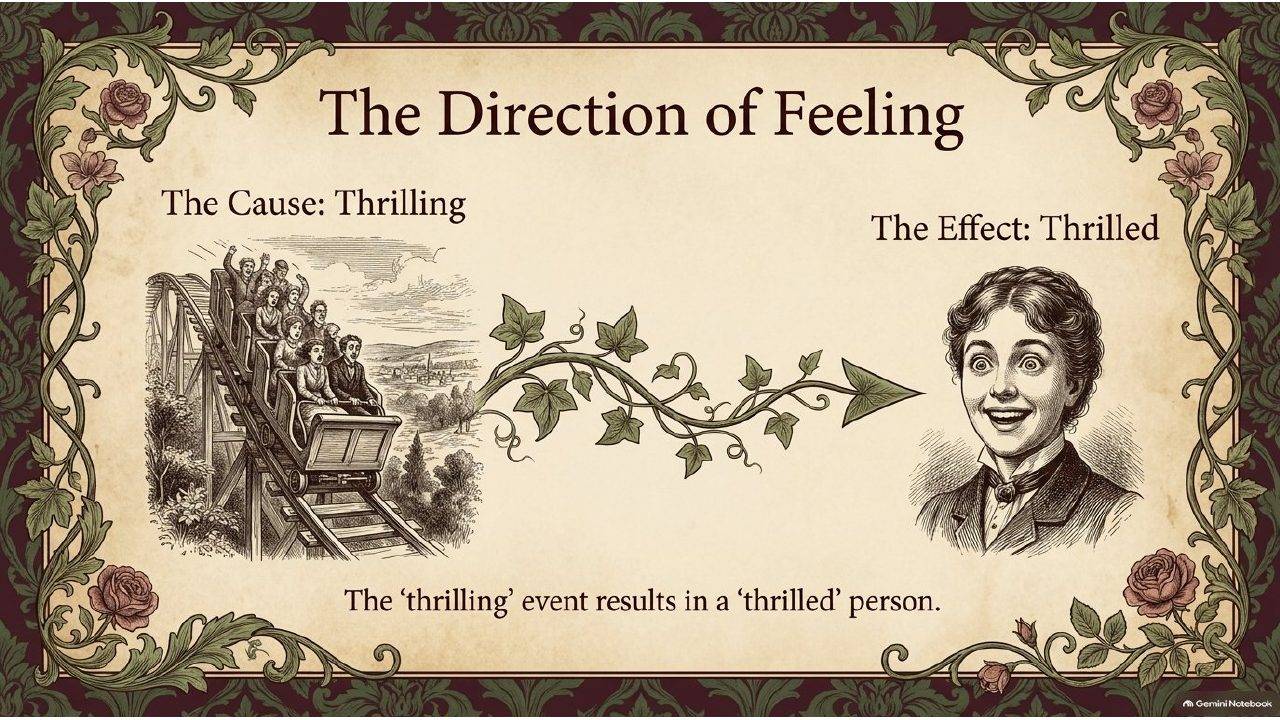 The Direction of Feeling
The Cause: Thrilling
The Effect: Thrilled
The ‘thrilling’ event results in a ‘thrilled’ person.
Gemini Notebook